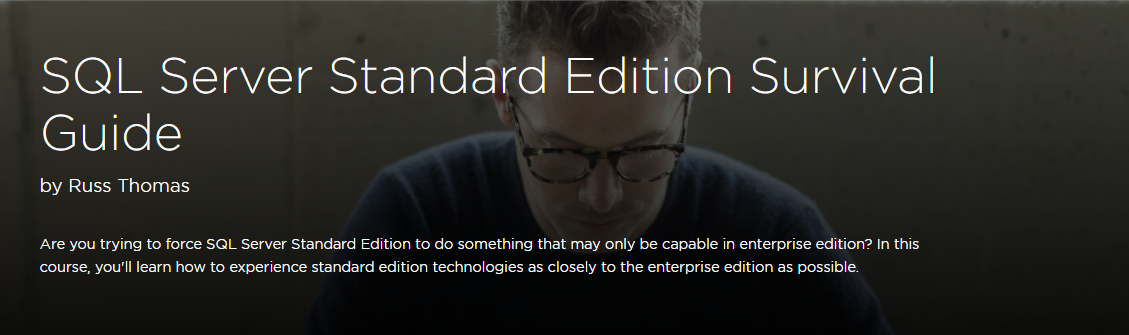 SQL Server Standard Edition Survival
Guide
by Russ Thomas
Are you trying to force SQL Server Standard Edition to do something that may only be capable in enterprise edition? In this
course, you'll learn how to experience standard edition technologies as closely to the enterprise edition as possible.